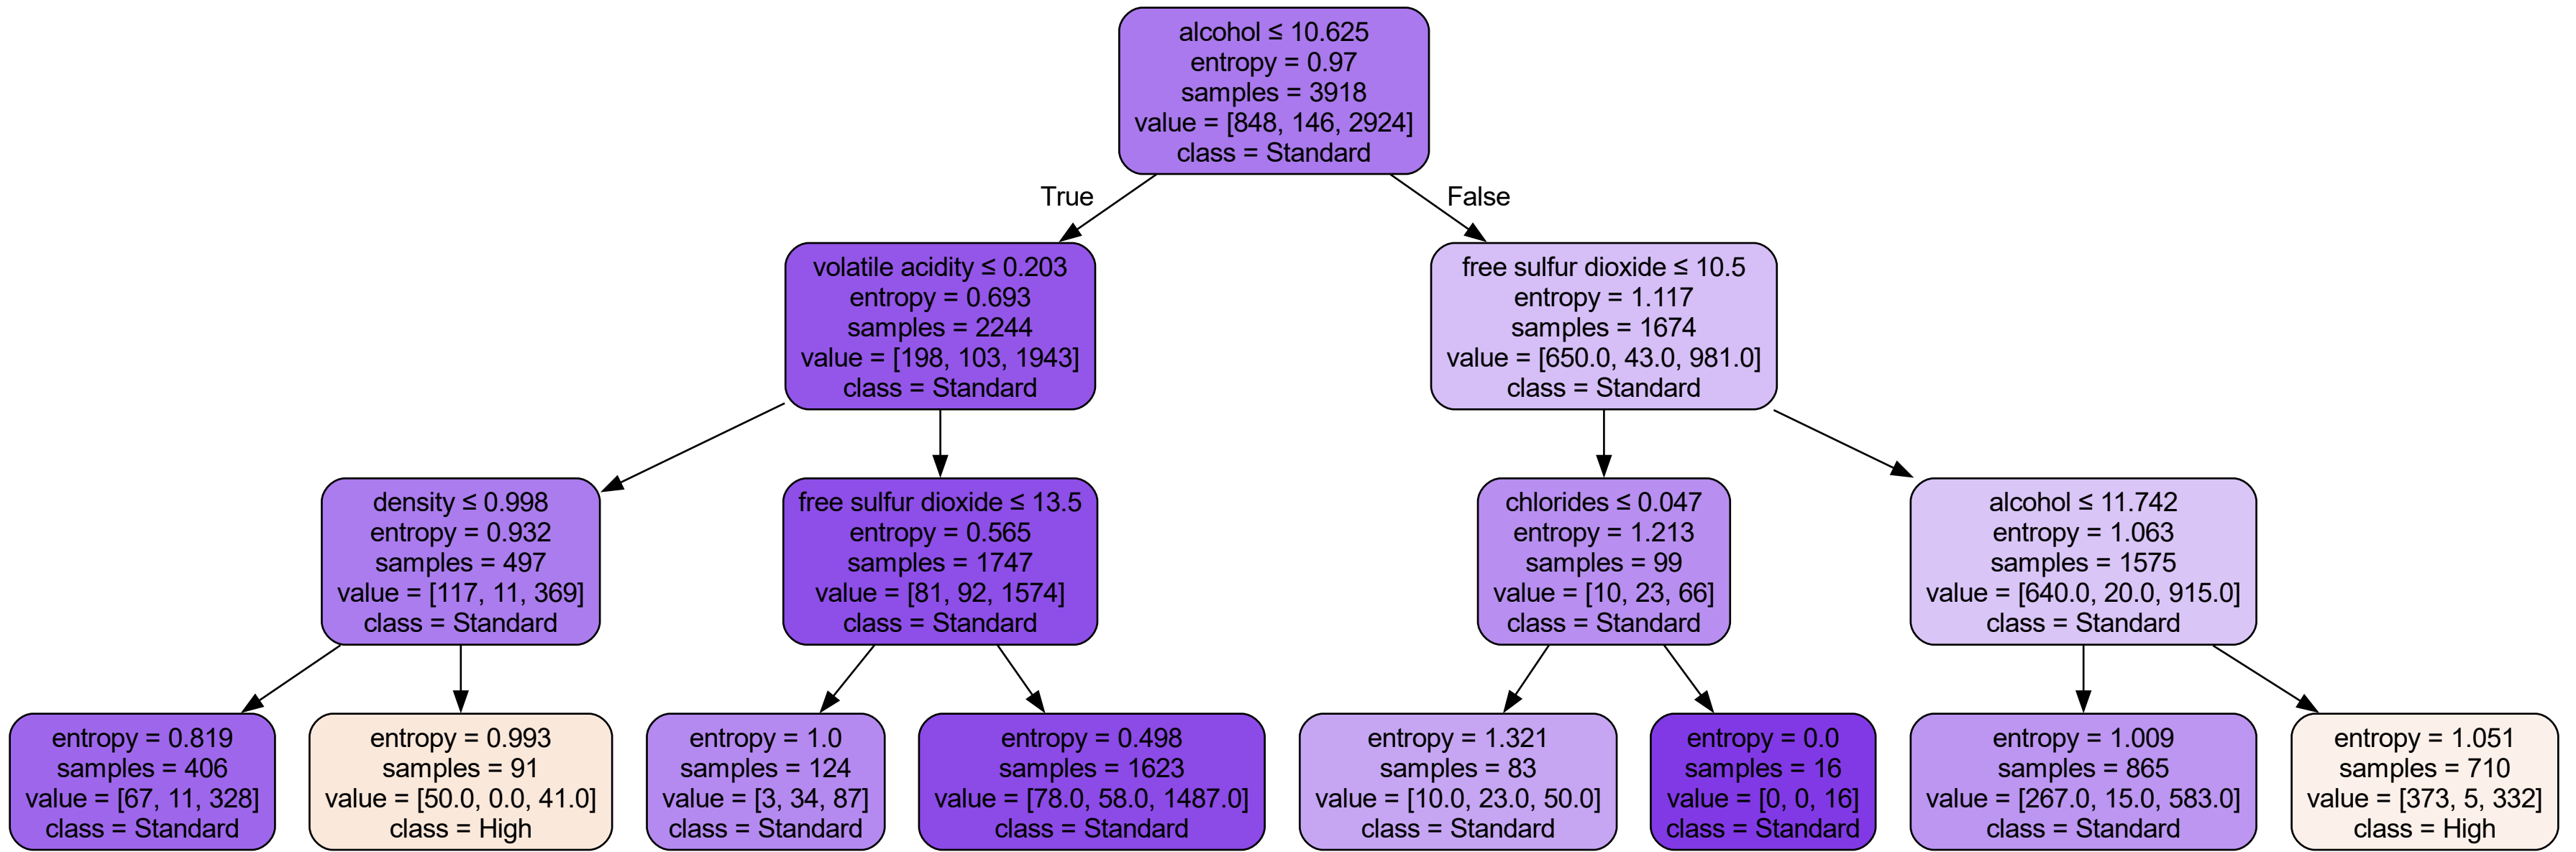 alcohol ≤ 10.625
entropy = 0.97
samples = 3918
value = [848, 146, 2924]
class = Standard
True
False
volatile acidity ≤ 0.203
entropy = 0.693
samples = 2244
value = [198, 103, 1943]
class = Standard
free sulfur dioxide ≤ 10.5
entropy = 1.117
samples = 1674
value = [650.0, 43.0, 981.0]
class = Standard
density ≤ 0.998
entropy = 0.932
samples = 497
value = [117, 11, 369]
class = Standard
free sulfur dioxide ≤ 13.5
entropy = 0.565
samples = 1747
value = [81, 92, 1574]
class = Standard
chlorides ≤ 0.047
entropy = 1.213
samples = 99
value = [10, 23, 66]
class = Standard
alcohol ≤ 11.742
entropy = 1.063
samples = 1575
value = [640.0, 20.0, 915.0]
class = Standard
entropy = 0.819
samples = 406
value = [67, 11, 328]
class = Standard
entropy = 0.993
samples = 91
value = [50.0, 0.0, 41.0]
class = High
entropy = 1.0
samples = 124
value = [3, 34, 87]
class = Standard
entropy = 0.498
samples = 1623
value = [78.0, 58.0, 1487.0]
class = Standard
entropy = 1.321
samples = 83
value = [10.0, 23.0, 50.0]
class = Standard
entropy = 0.0
samples = 16
value = [0, 0, 16]
class = Standard
entropy = 1.009
samples = 865
value = [267.0, 15.0, 583.0]
class = Standard
entropy = 1.051
samples = 710
value = [373, 5, 332]
class = High